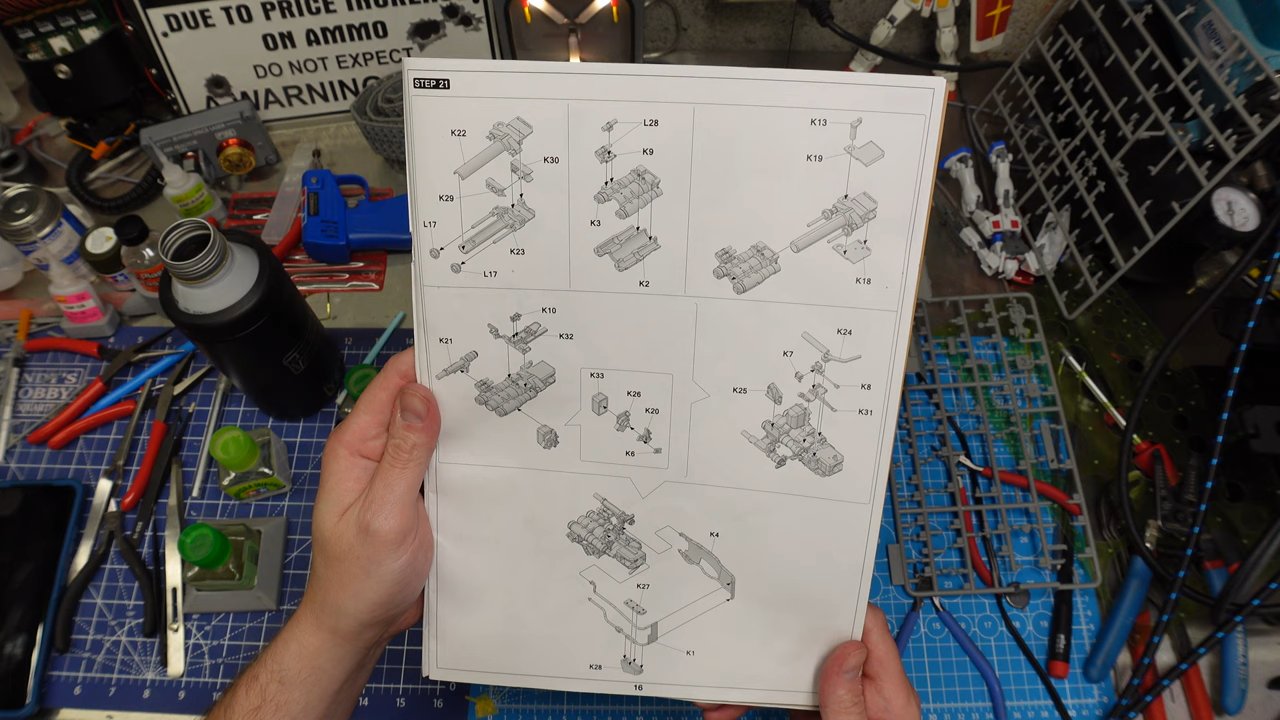 DUE TO PRICE INCREA
ON AMMO
DO NOT EXPECT
A WARNING
STEP 21
K22
K30
K29
L17
K23
L17
L28
K9
K3
K2
K13
K19
K18
K10
K32
K21
K33
K26
K20
K6
K24
K7
K8
K25
K31
K4
K27
K1
K28
16